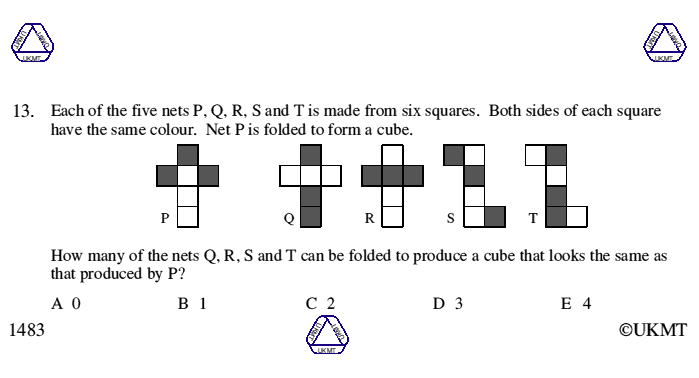 UKMT UKMT UKMT UKMT
13. Each of the five nets P, Q, R, S and T is made from six squares. Both sides of each square
have the same colour. Net P is folded to form a cube.
P Q R S T
How many of the nets Q, R, S and T can be folded to produce a cube that looks the same as
that produced by P?
A 0 B 1 C 2 D 3 E 4
1483 UKMT UKMT ©UKMT